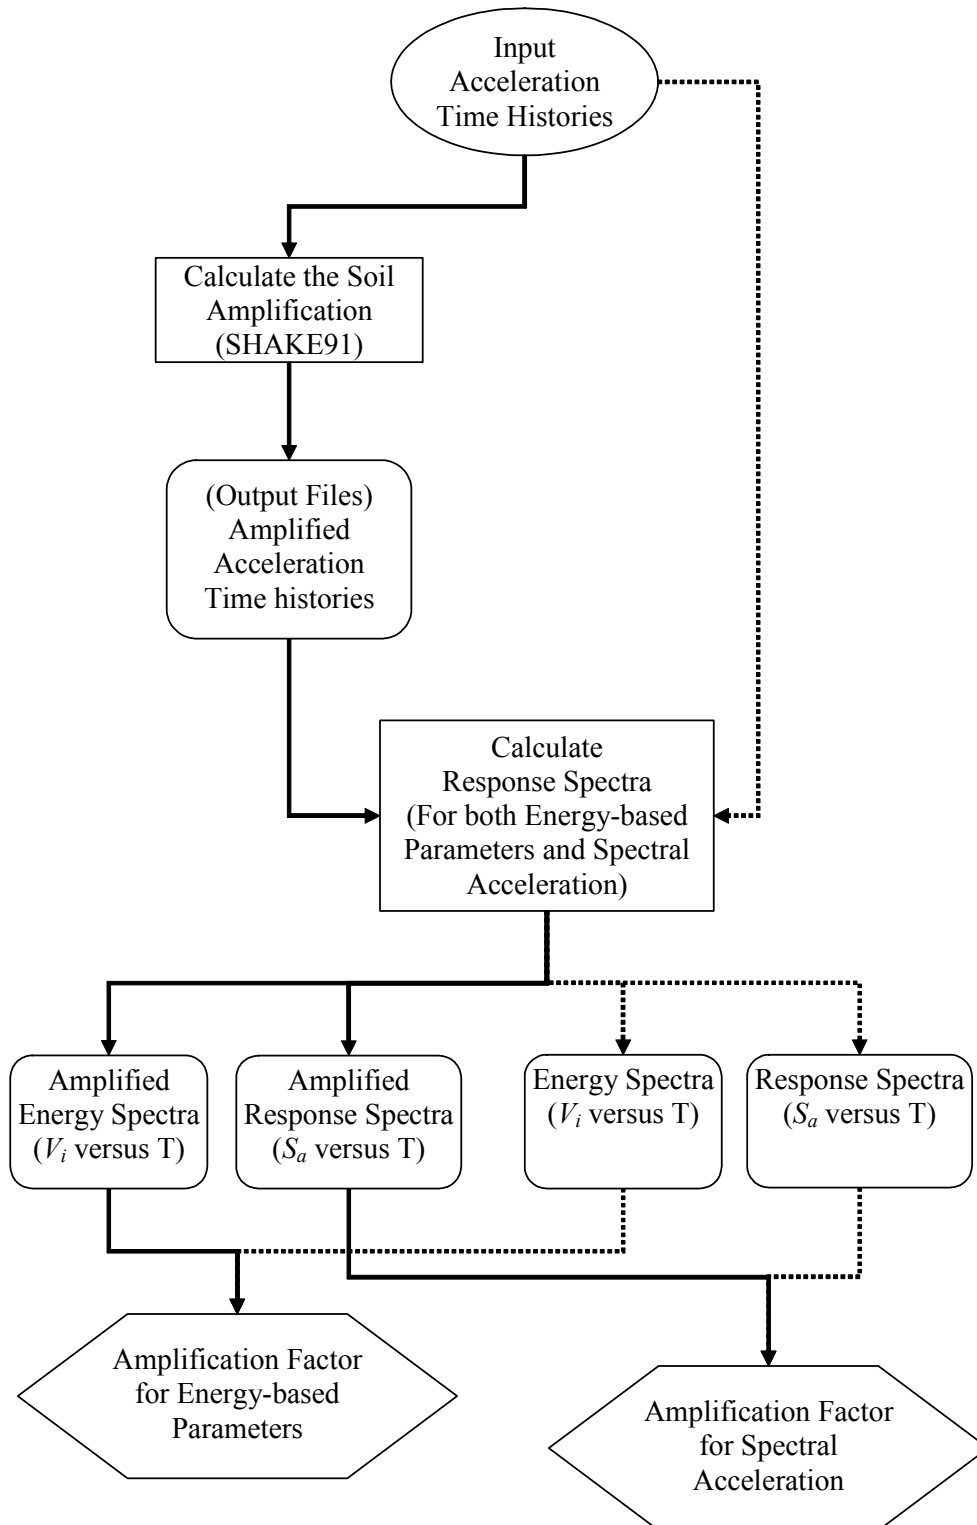 Input
Acceleration
Time Histories
Calculate the Soil
Amplification
(SHAKE91)
(Output Files)
Amplified
Acceleration
Time histories
Calculate
Response Spectra
(For both Energy-based
Parameters and Spectral
Acceleration)
Amplified
Energy Spectra
(Vi versus T)
Amplified
Response Spectra
(Sa versus T)
Energy Spectra
(Vi versus T)
Response Spectra
(Sa versus T)
Amplification Factor
for Energy-based
Parameters
Amplification Factor
for Spectral
Acceleration